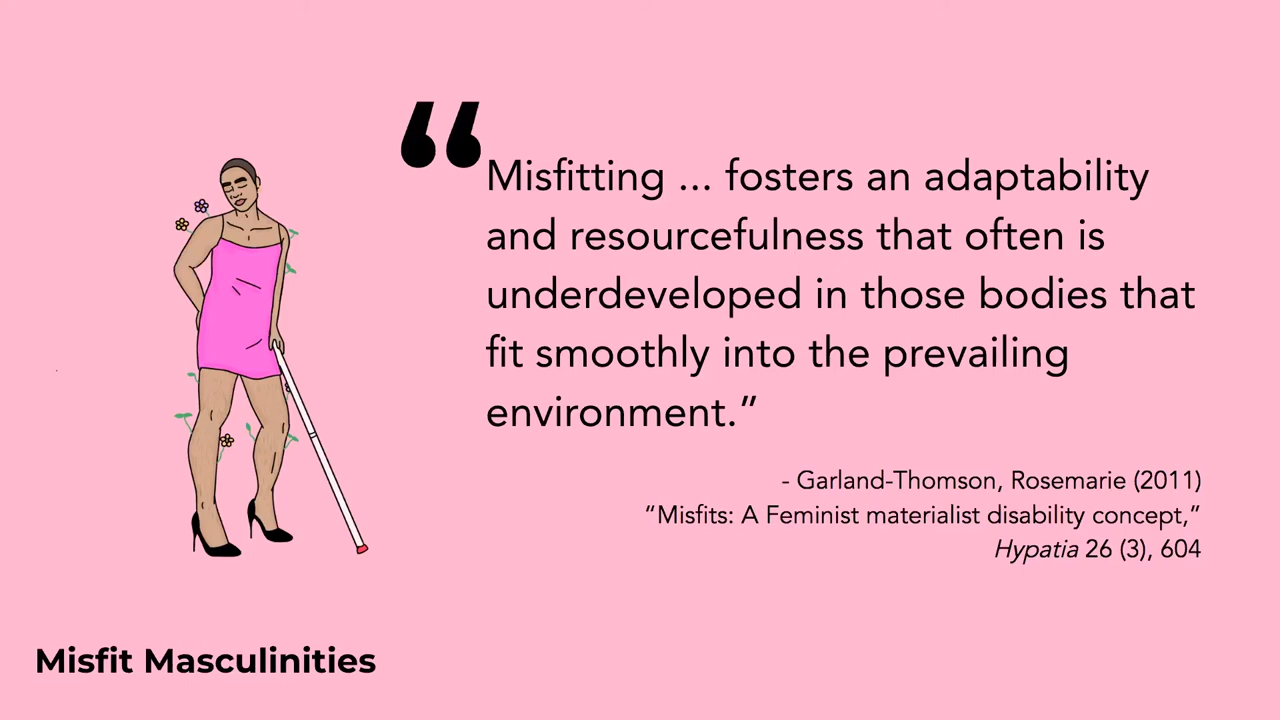 “
Misfitting ... fosters an adaptability
and resourcefulness that often is
underdeveloped in those bodies that
fit smoothly into the prevailing
environment.”
- Garland-Thomson, Rosemarie (2011)
“Misfits: A Feminist materialist disability concept,”
Hypatia 26 (3), 604
Misfit Masculinities